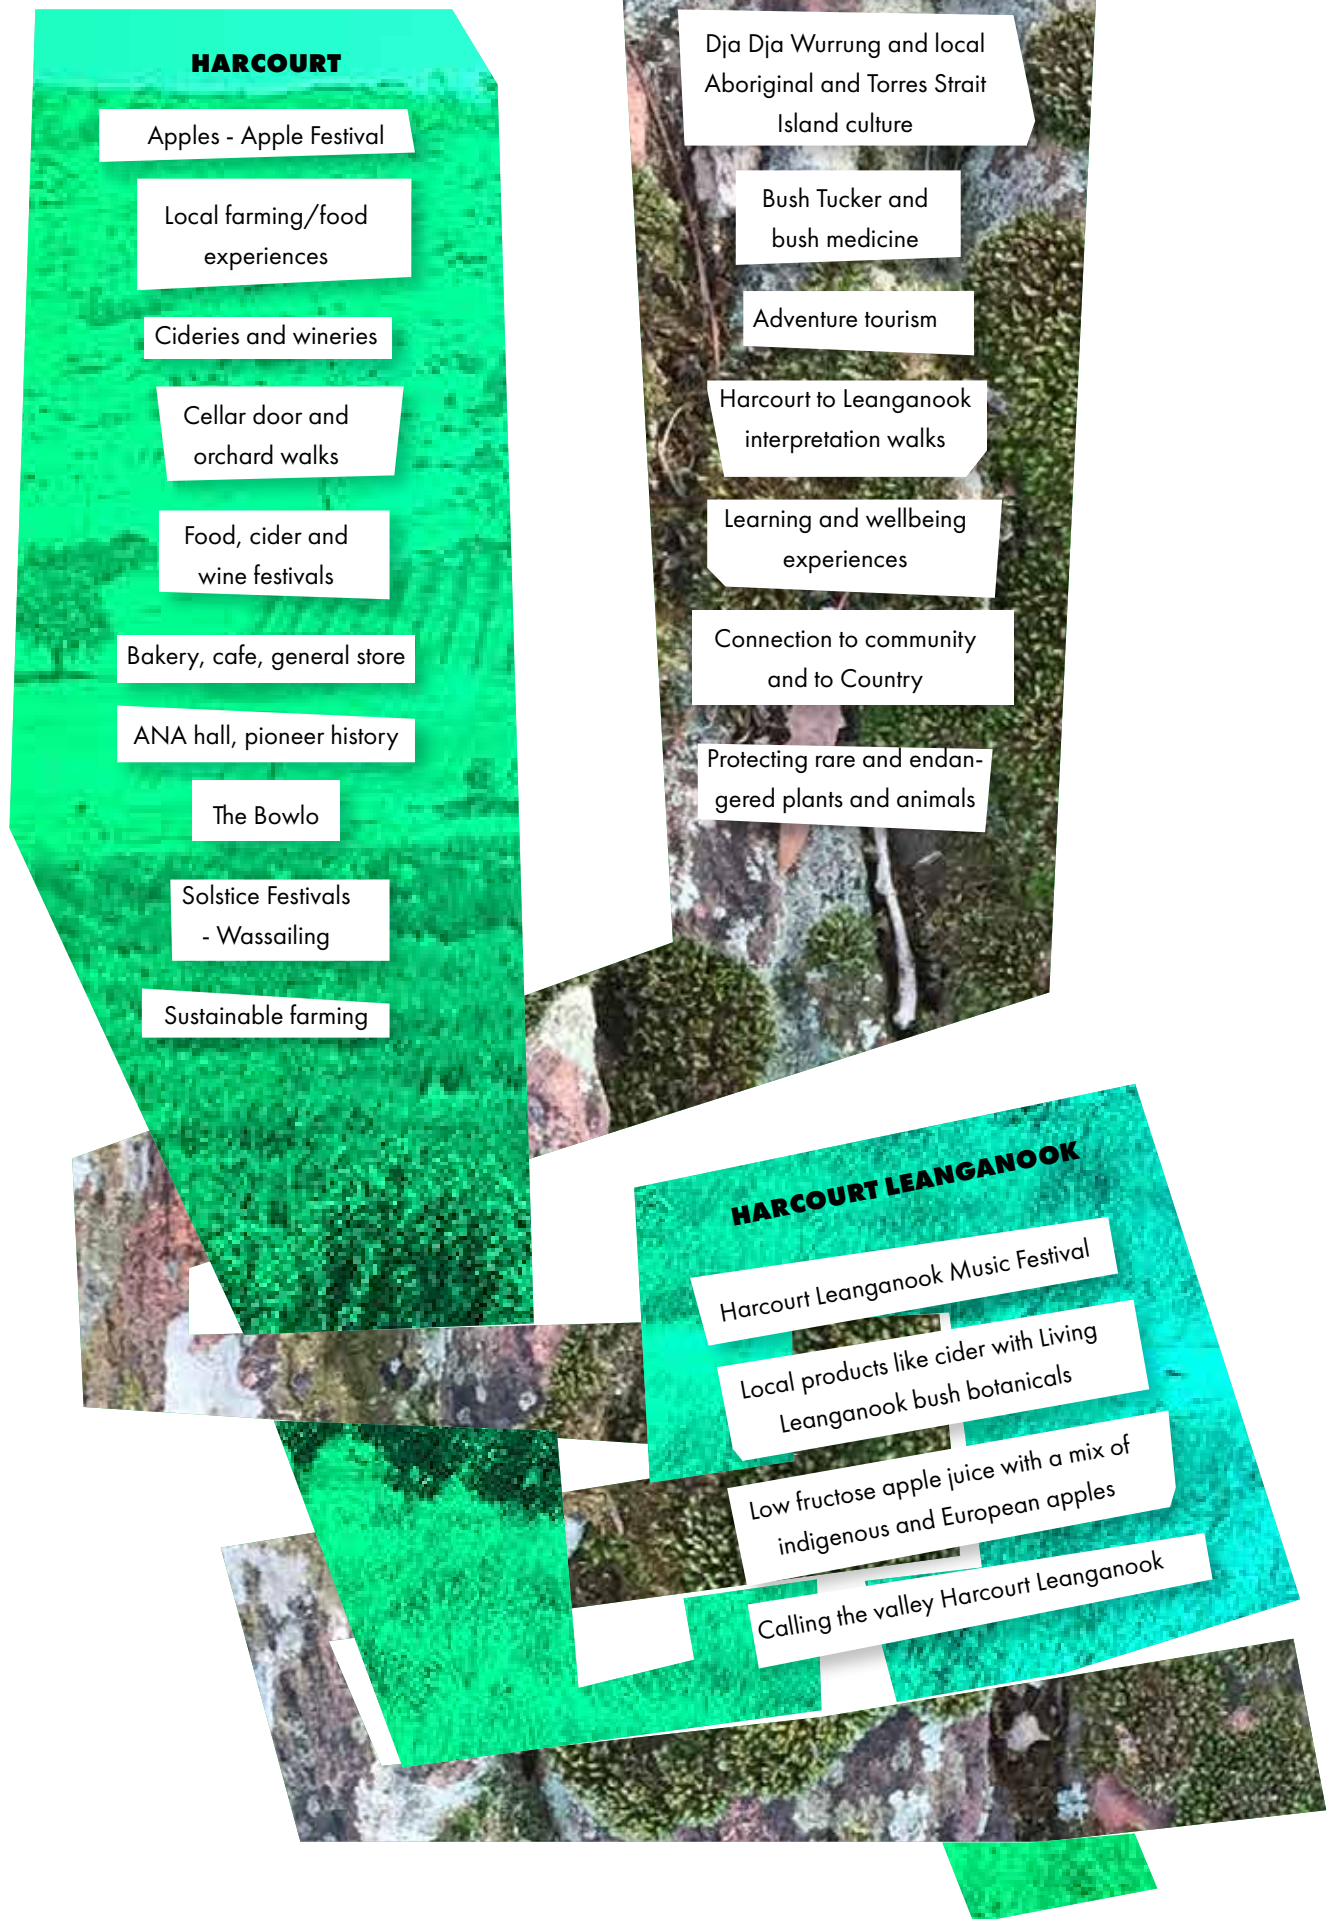 HARCOURT
Apples - Apple Festival
Local farming/food
experiences
Cideries and wineries
Cellar door and
orchard walks
Food, cider and
wine festivals
Bakery, cafe, general store
ANA hall, pioneer history
The Bowlo
Solstice Festivals
- Wassailing
Sustainable farming
Dja Dja Wurrung and local
Aboriginal and Torres Strait
Island culture
Bush Tucker and
bush medicine
Adventure tourism
Harcourt to Leanganook
interpretation walks
Learning and wellbeing
experiences
Connection to community
and to Country
Protecting rare and endan-
gered plants and animals
HARCOURT LEANGANOOK
Harcourt Leanganook Music Festival
Local products like cider with Living
Leanganook bush botanicals
Low fructose apple juice with a mix of
indigenous and European apples
Calling the valley Harcourt Leanganook